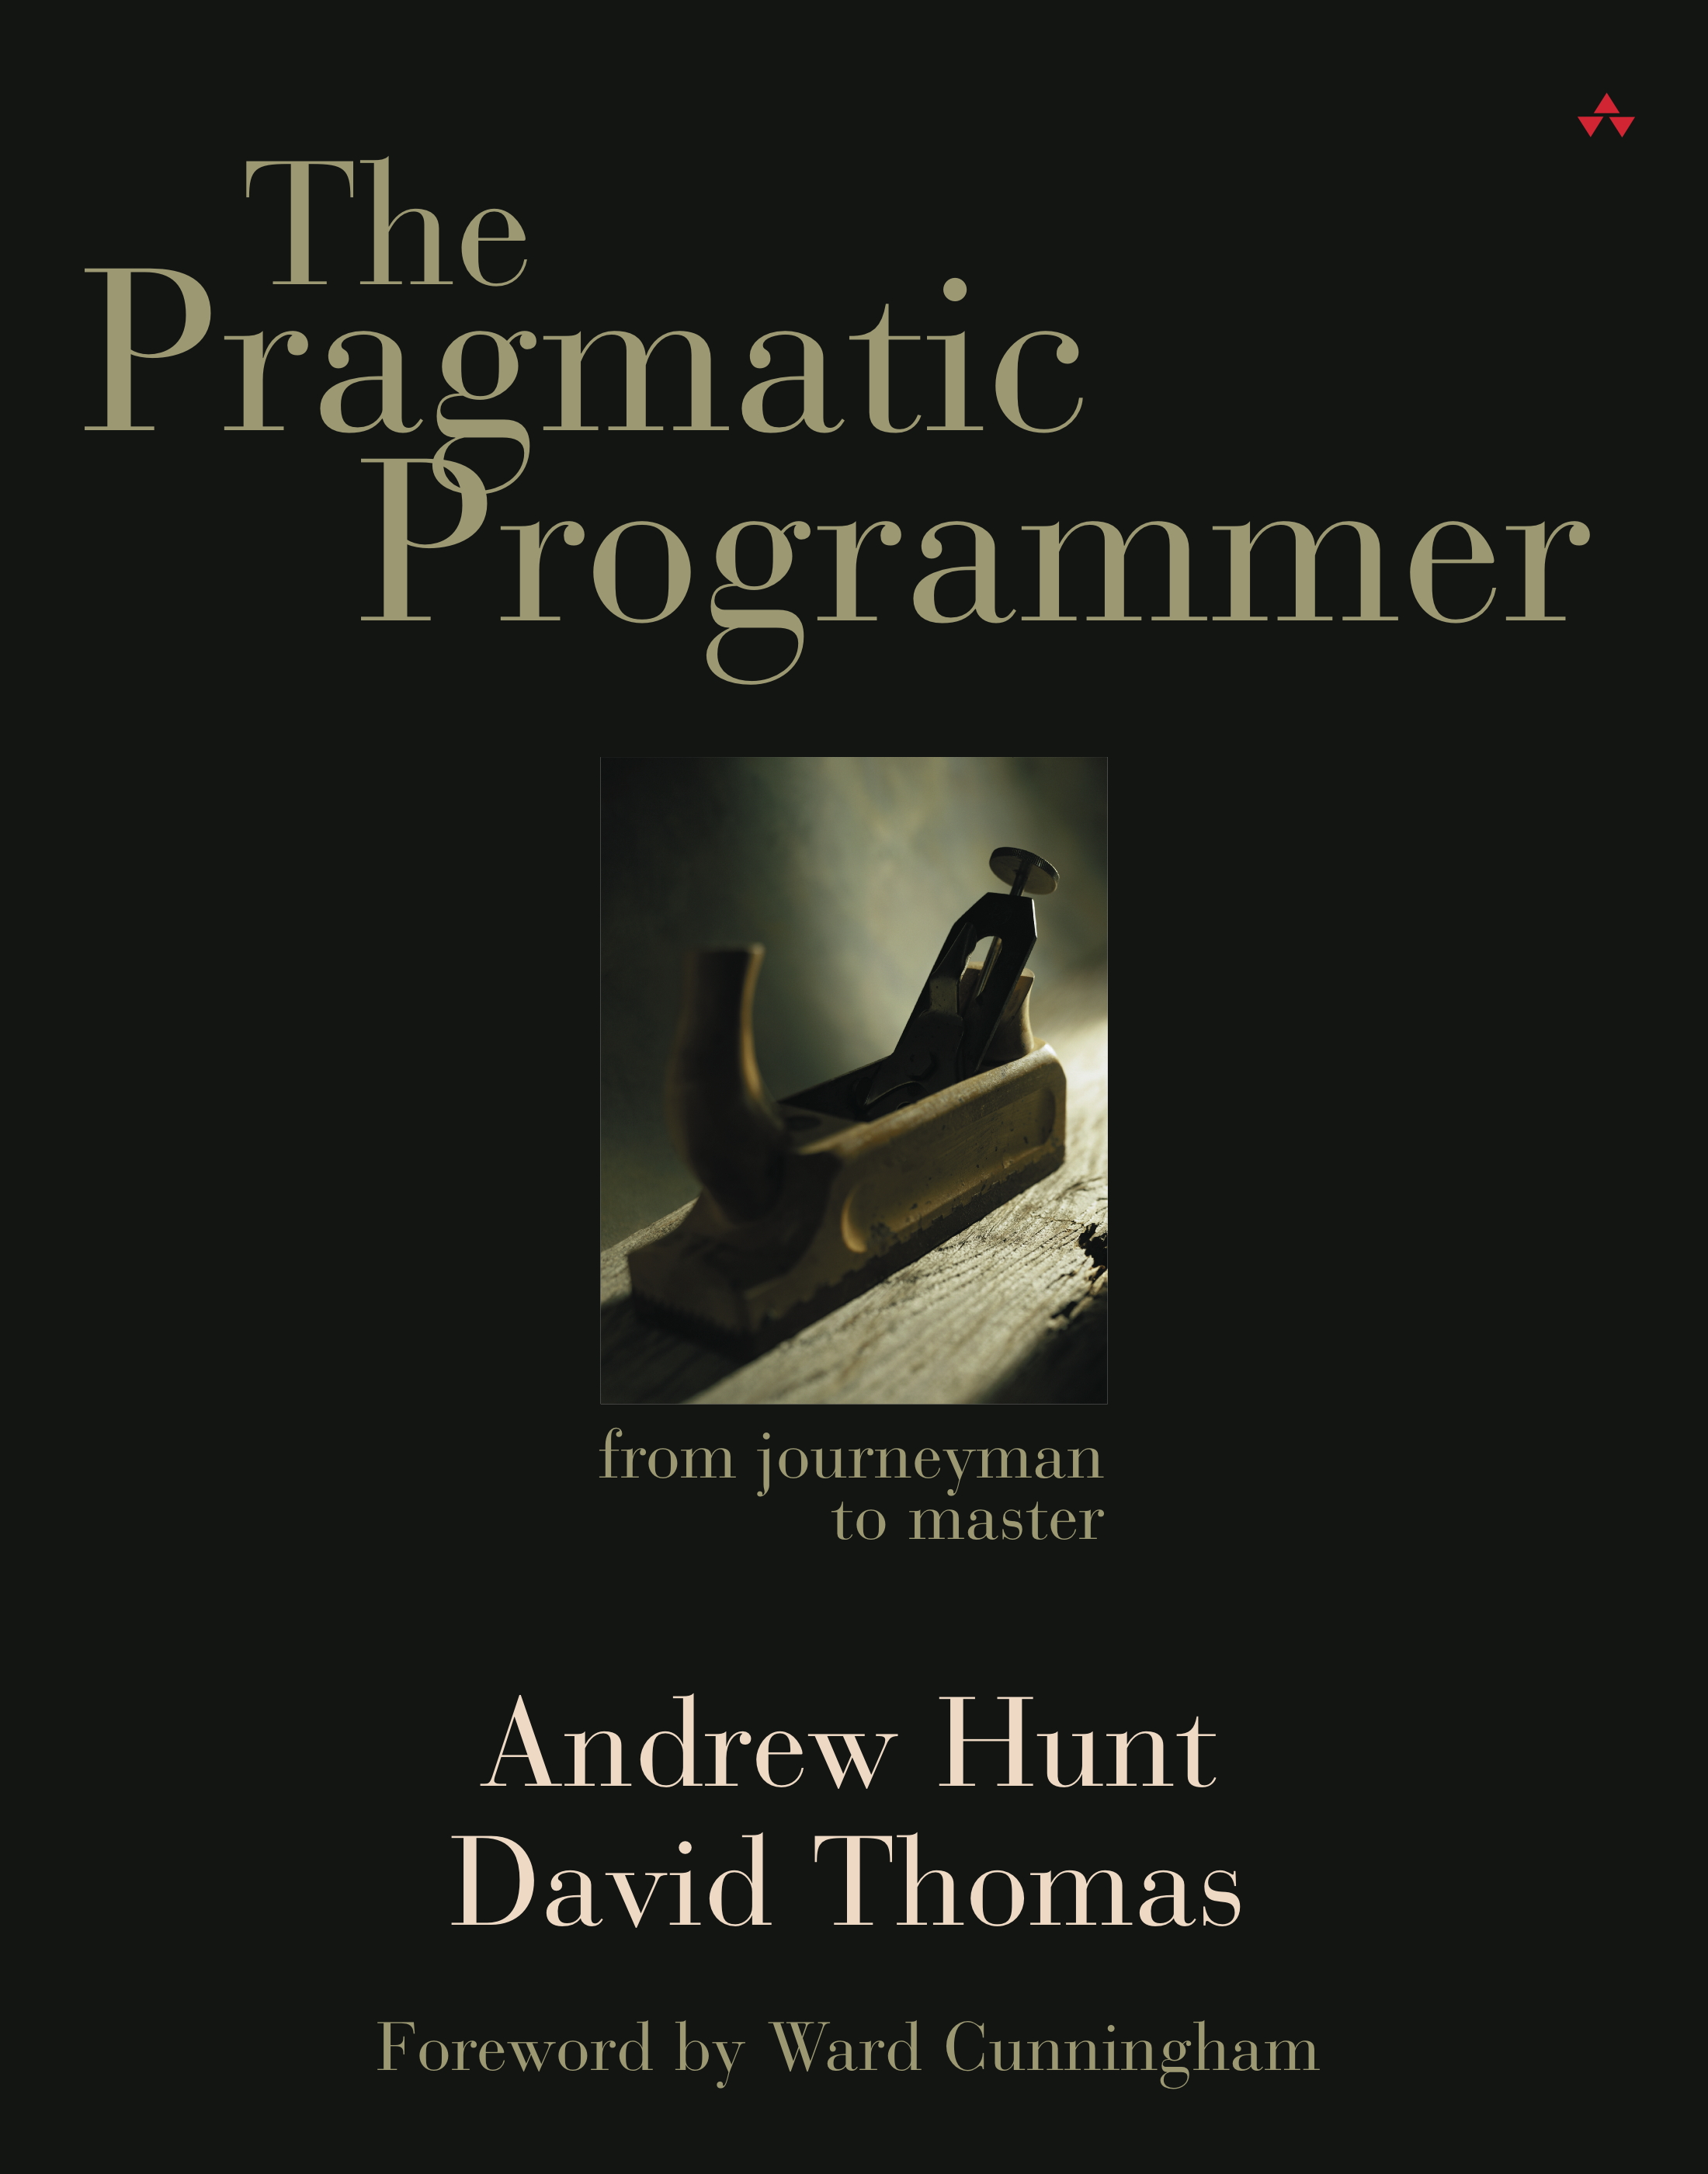 The
Pragmatic
Programmer
from journeyman
to master
Andrew Hunt
David Thomas
Foreword by Ward Cunningham